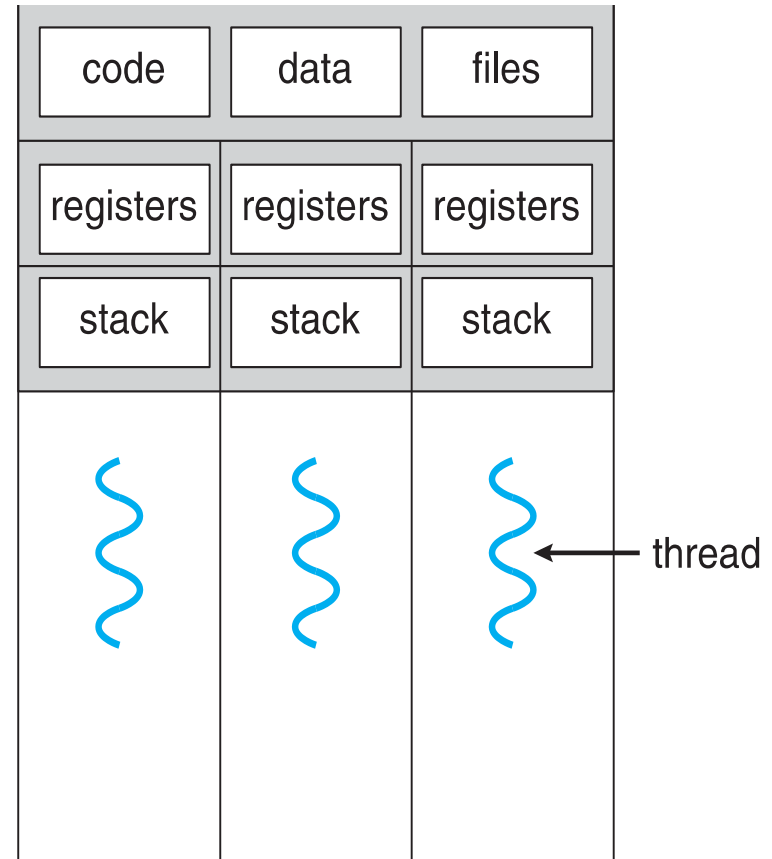 code data files
registers registers registers
stack stack stack
thread